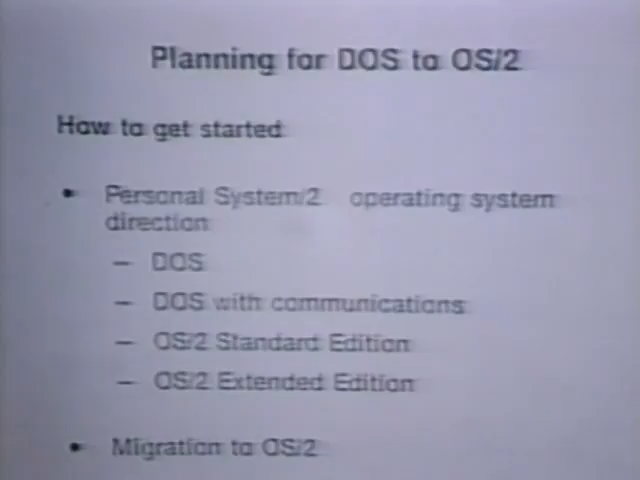 Planning for DOS to OS/2
How to get started
• Personal System/2 operating system
direction
– DOS
– DOS with communications
– OS/2 Standard Edition
– OS/2 Extended Edition
• Migration to OS/2